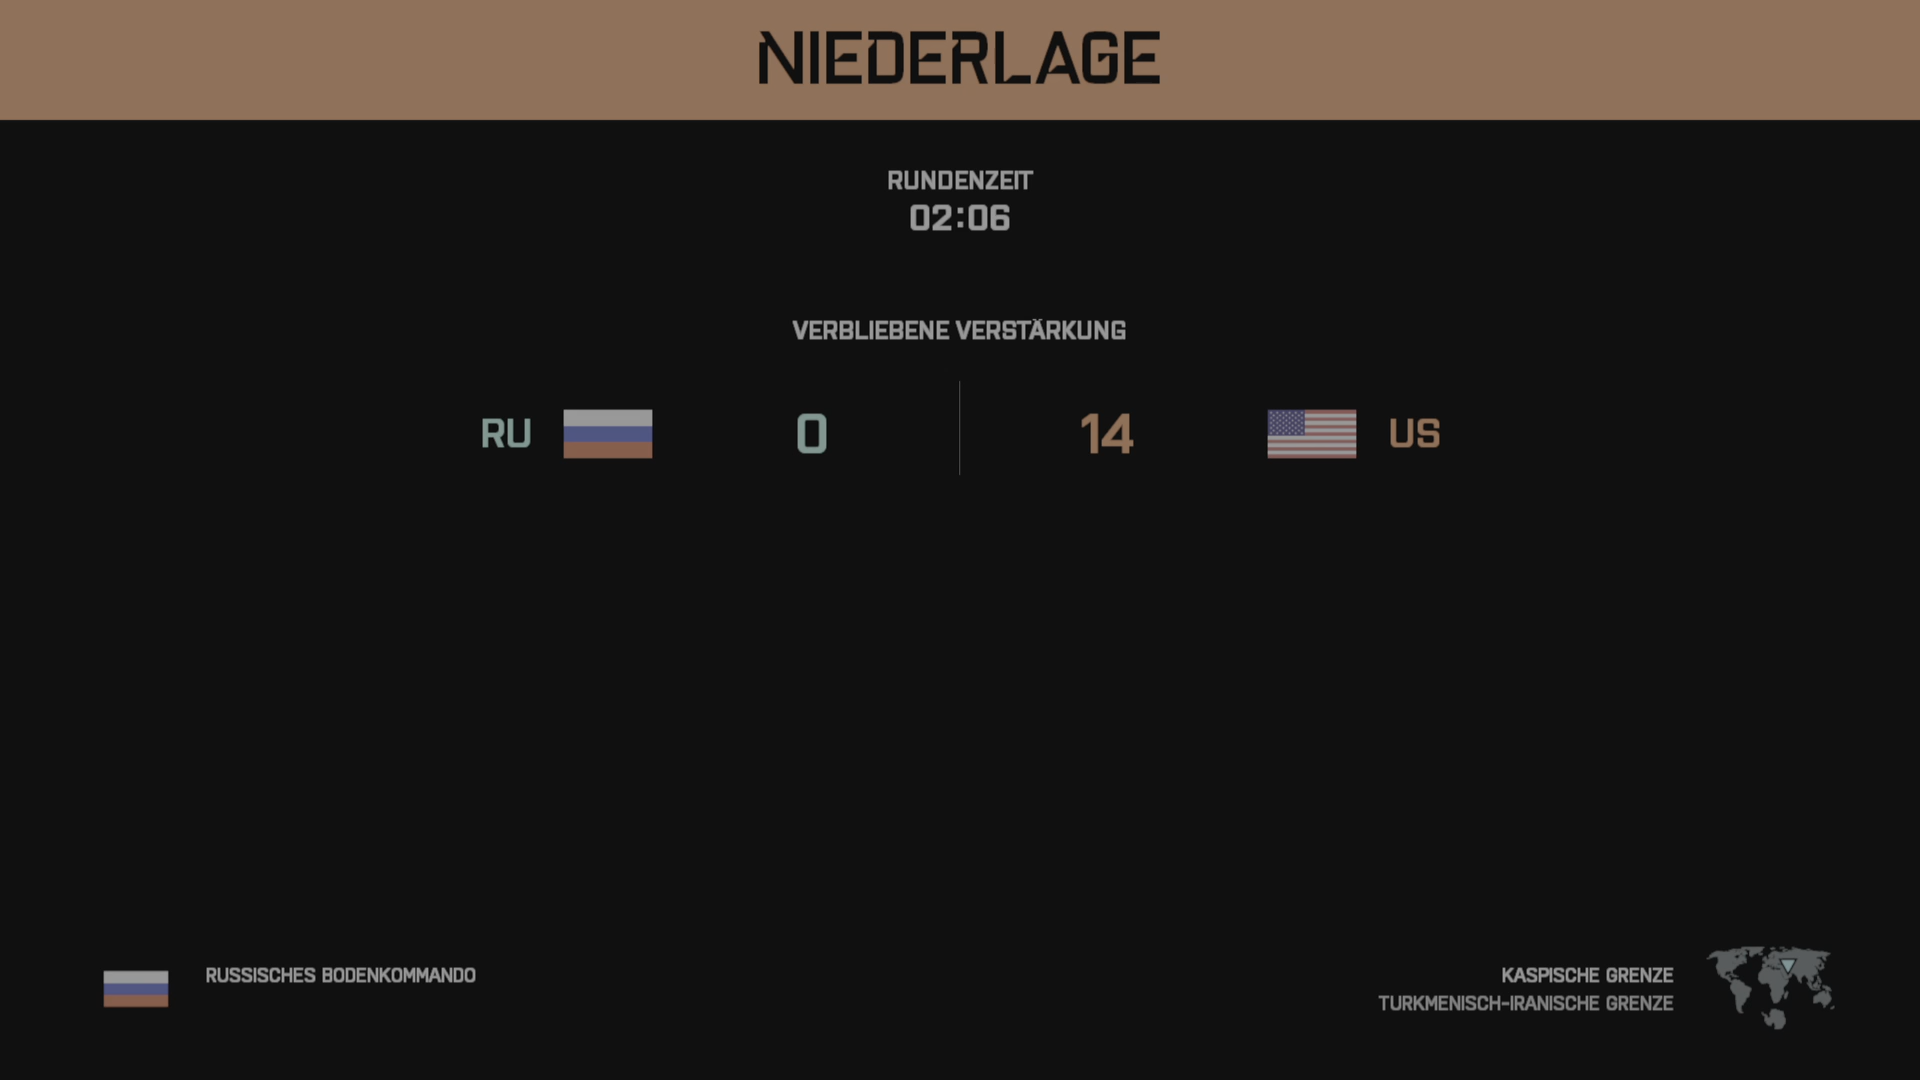 NIEDERLAGE
RUNDENZEIT
02:06
VERBLIEBENE VERSTÄRKUNG
RU 0 14 US
RUSSISCHES BODENKOMMANDO
KASPISCHE GRENZE
TURKMENISCH-IRANISCHE GRENZE